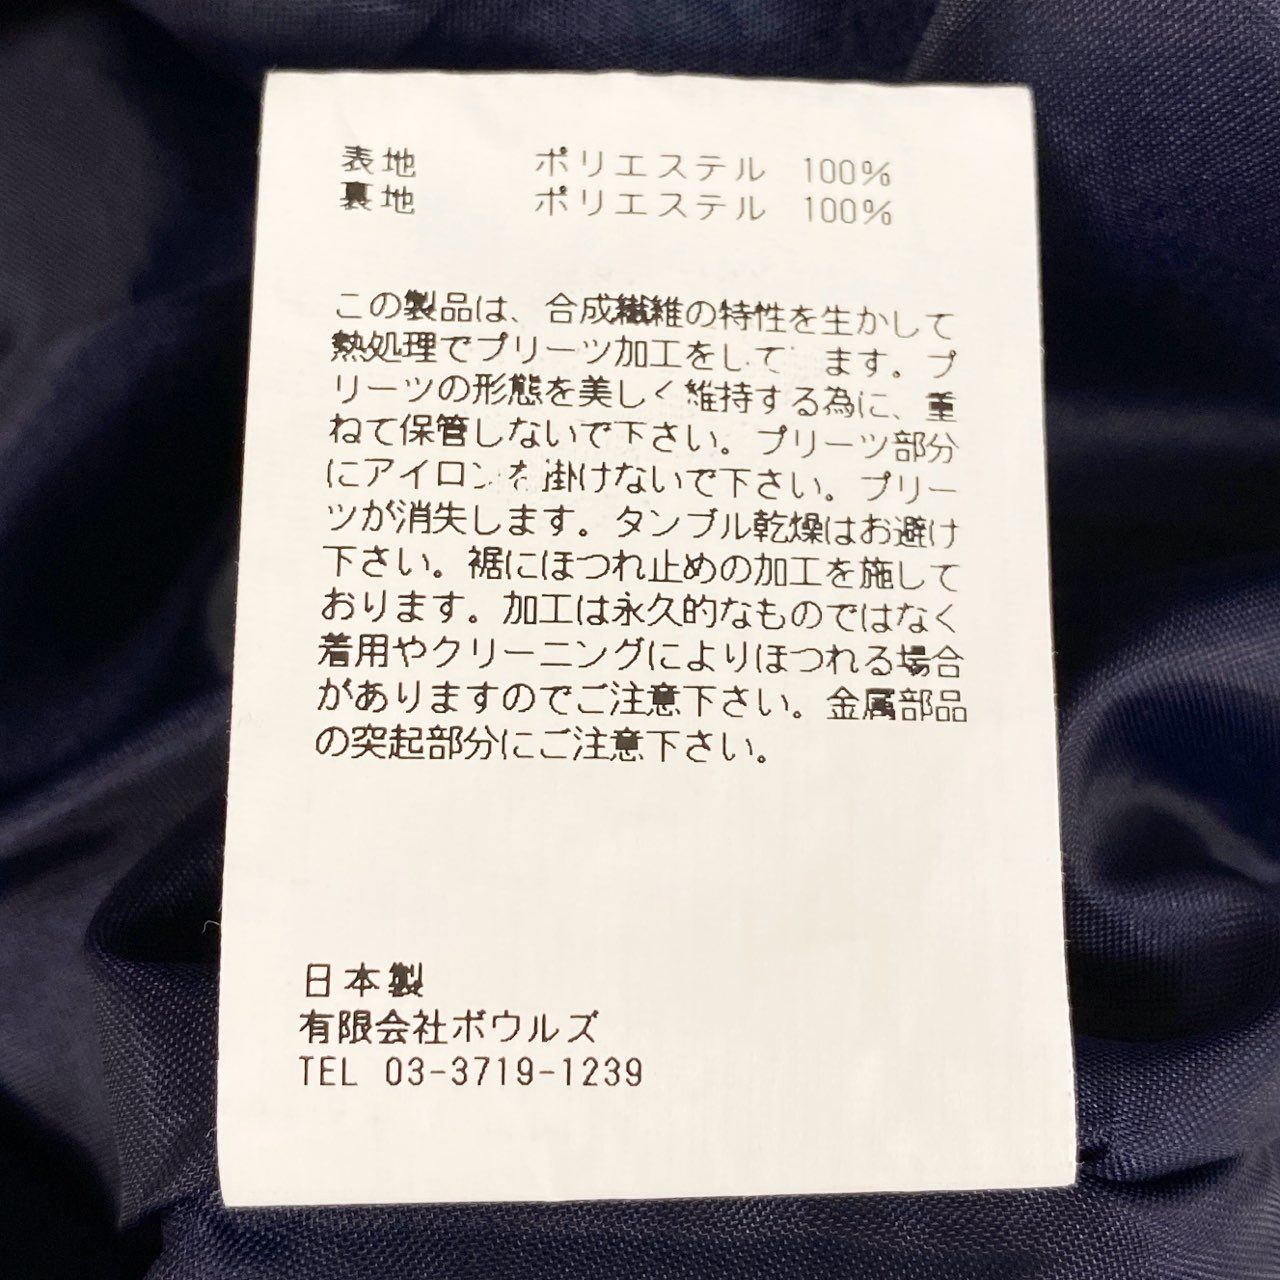 表地 ポリエステル 100%
裏地 ポリエステル 100%
この製品は、合成繊維の特性を生かして
熱処理でプリーツ加工をして ます。プ
リーツの形態を美しく維持する為に、重
ねて保管しないで下さい。プリーツ部分
にアイロンを掛けないで下さい。プリー
ツが消失します。タンブル乾燥はお避け
下さい。裾にほつれ止めの加工を施して
おります。加工は永久的なものではなく
着用やクリーニングによりほつれる場合
がありますのでご注意下さい。金属部品
の突起部分にご注意下さい。
日本製
有限会社ボウルズ
TEL 03-3719-1239